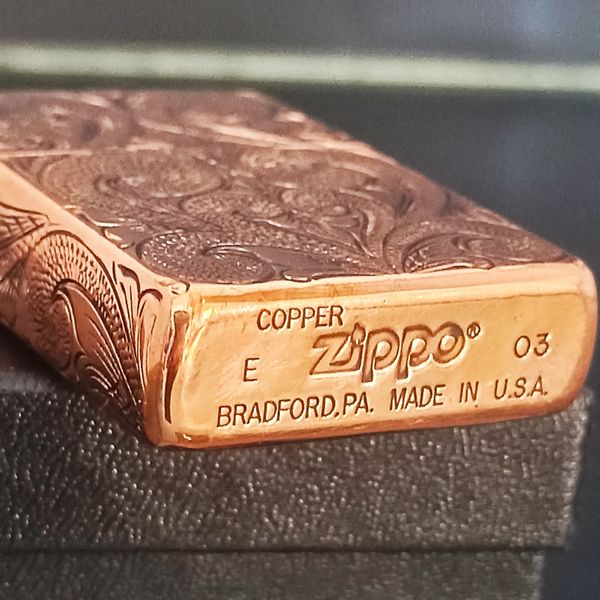 COPPER
E Zippo® 03
BRADFORD,PA. MADE IN U.S.A.